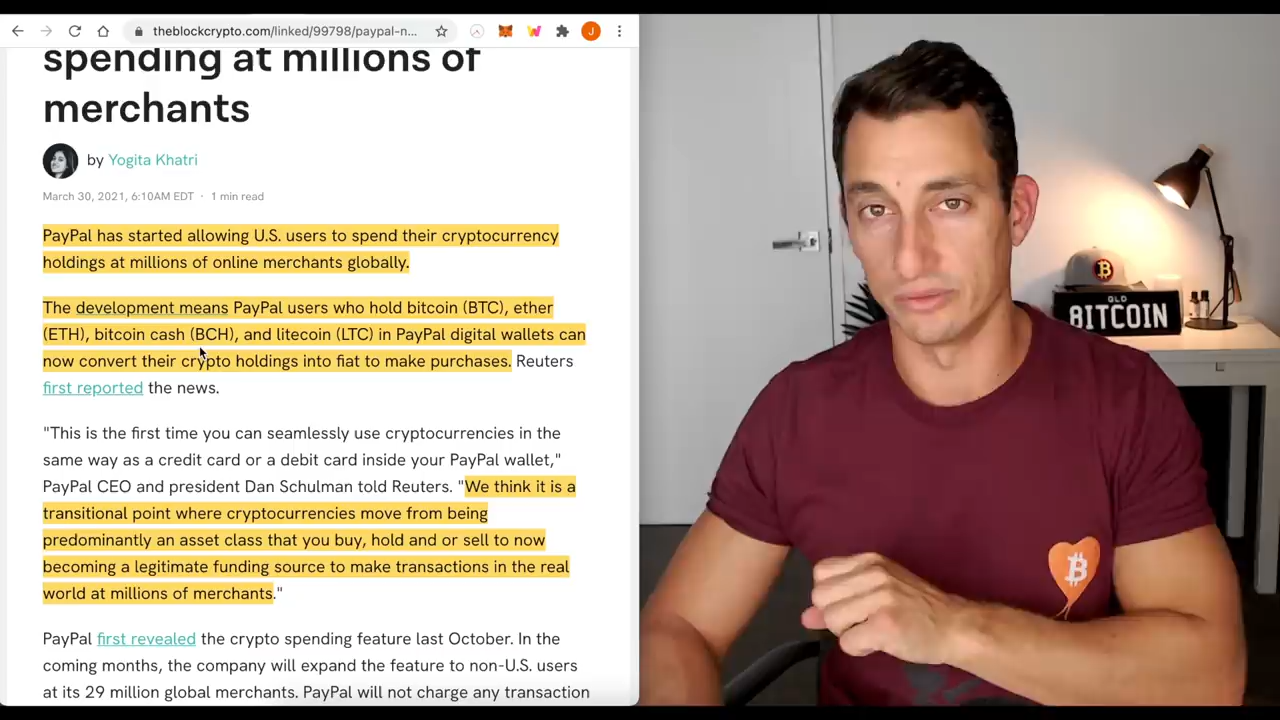 theblockcrypto.com/linked/99798/paypal-n...
J
spending at millions of
merchants
by Yogita Khatri
March 30, 2021, 6:10AM EDT · 1 min read
PayPal has started allowing U.S. users to spend their cryptocurrency
holdings at millions of online merchants globally.
The development means PayPal users who hold bitcoin (BTC), ether
(ETH), bitcoin cash (BCH), and litecoin (LTC) in PayPal digital wallets can
now convert their crypto holdings into fiat to make purchases. Reuters
first reported the news.
"This is the first time you can seamlessly use cryptocurrencies in the
same way as a credit card or a debit card inside your PayPal wallet,"
PayPal CEO and president Dan Schulman told Reuters. "We think it is a
transitional point where cryptocurrencies move from being
predominantly an asset class that you buy, hold and or sell to now
becoming a legitimate funding source to make transactions in the real
world at millions of merchants."
PayPal first revealed the crypto spending feature last October. In the
coming months, the company will expand the feature to non-U.S. users
at its 29 million global merchants. PayPal will not charge any transaction
QLD
BITCOIN